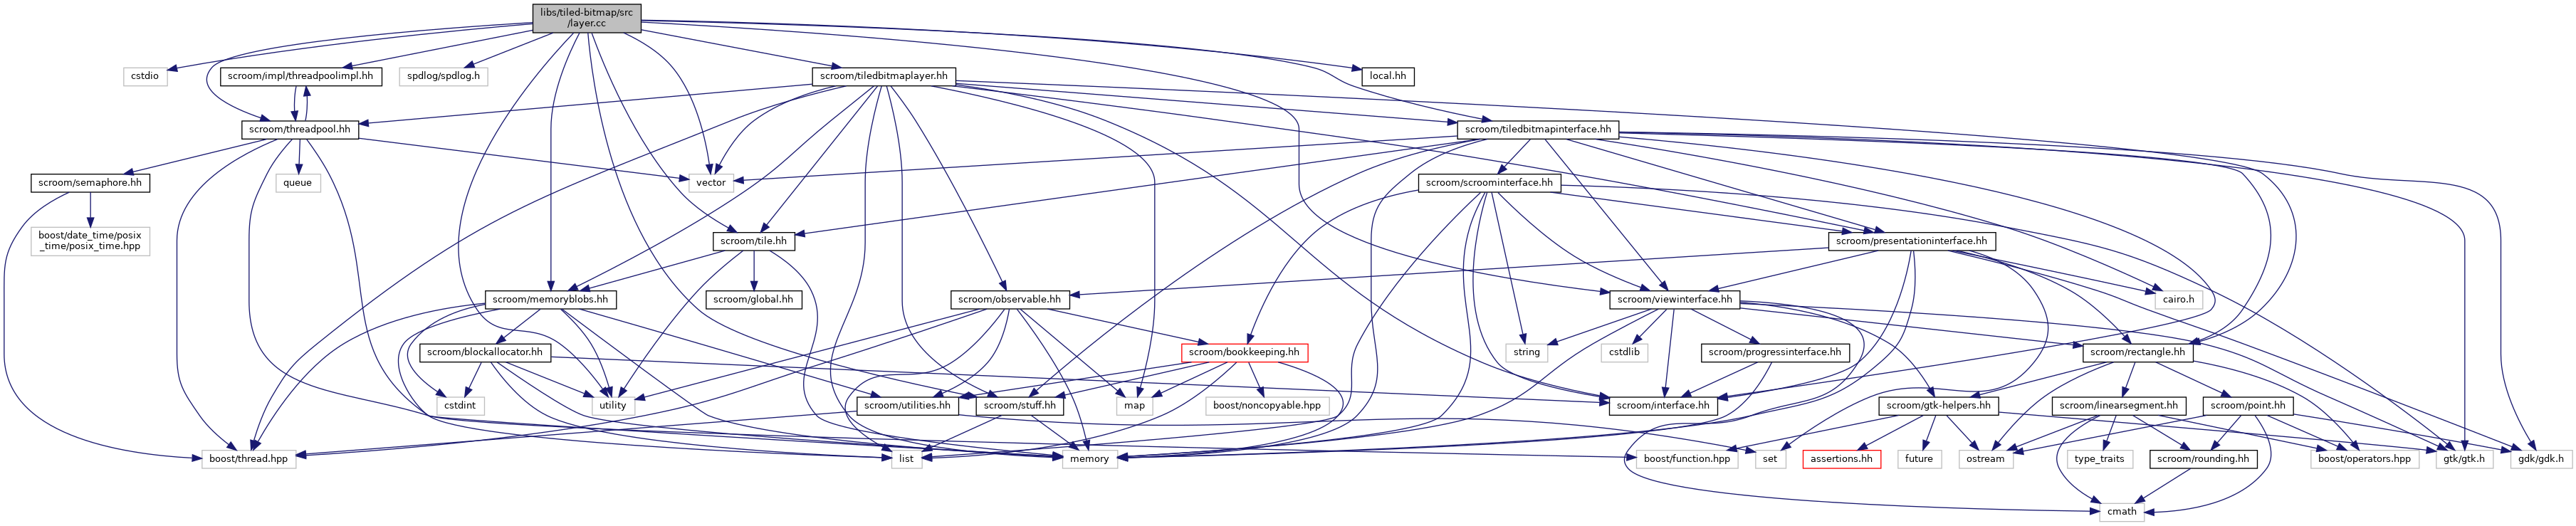 libs/tiled-bitmap/src
/layer.cc
cstdio
scroom/impl/threadpoolimpl.hh
spdlog/spdlog.h
scroom/tiledbitmaplayer.hh
local.hh
scroom/threadpool.hh
scroom/tiledbitmapinterface.hh
scroom/semaphore.hh
queue
vector
scroom/scroominterface.hh
boost/date_time/posix
_time/posix_time.hpp
scroom/tile.hh
scroom/presentationinterface.hh
scroom/memoryblobs.hh
scroom/global.hh
scroom/observable.hh
scroom/viewinterface.hh
cairo.h
scroom/blockallocator.hh
scroom/bookkeeping.hh
string
cstdlib
scroom/progressinterface.hh
scroom/rectangle.hh
cstdint
utility
scroom/utilities.hh
scroom/stuff.hh
map
boost/noncopyable.hpp
scroom/interface.hh
scroom/gtk-helpers.hh
scroom/linearsegment.hh
scroom/point.hh
boost/thread.hpp
list
memory
boost/function.hpp
set
assertions.hh
future
ostream
type_traits
scroom/rounding.hh
boost/operators.hpp
gtk/gtk.h
gdk/gdk.h
cmath